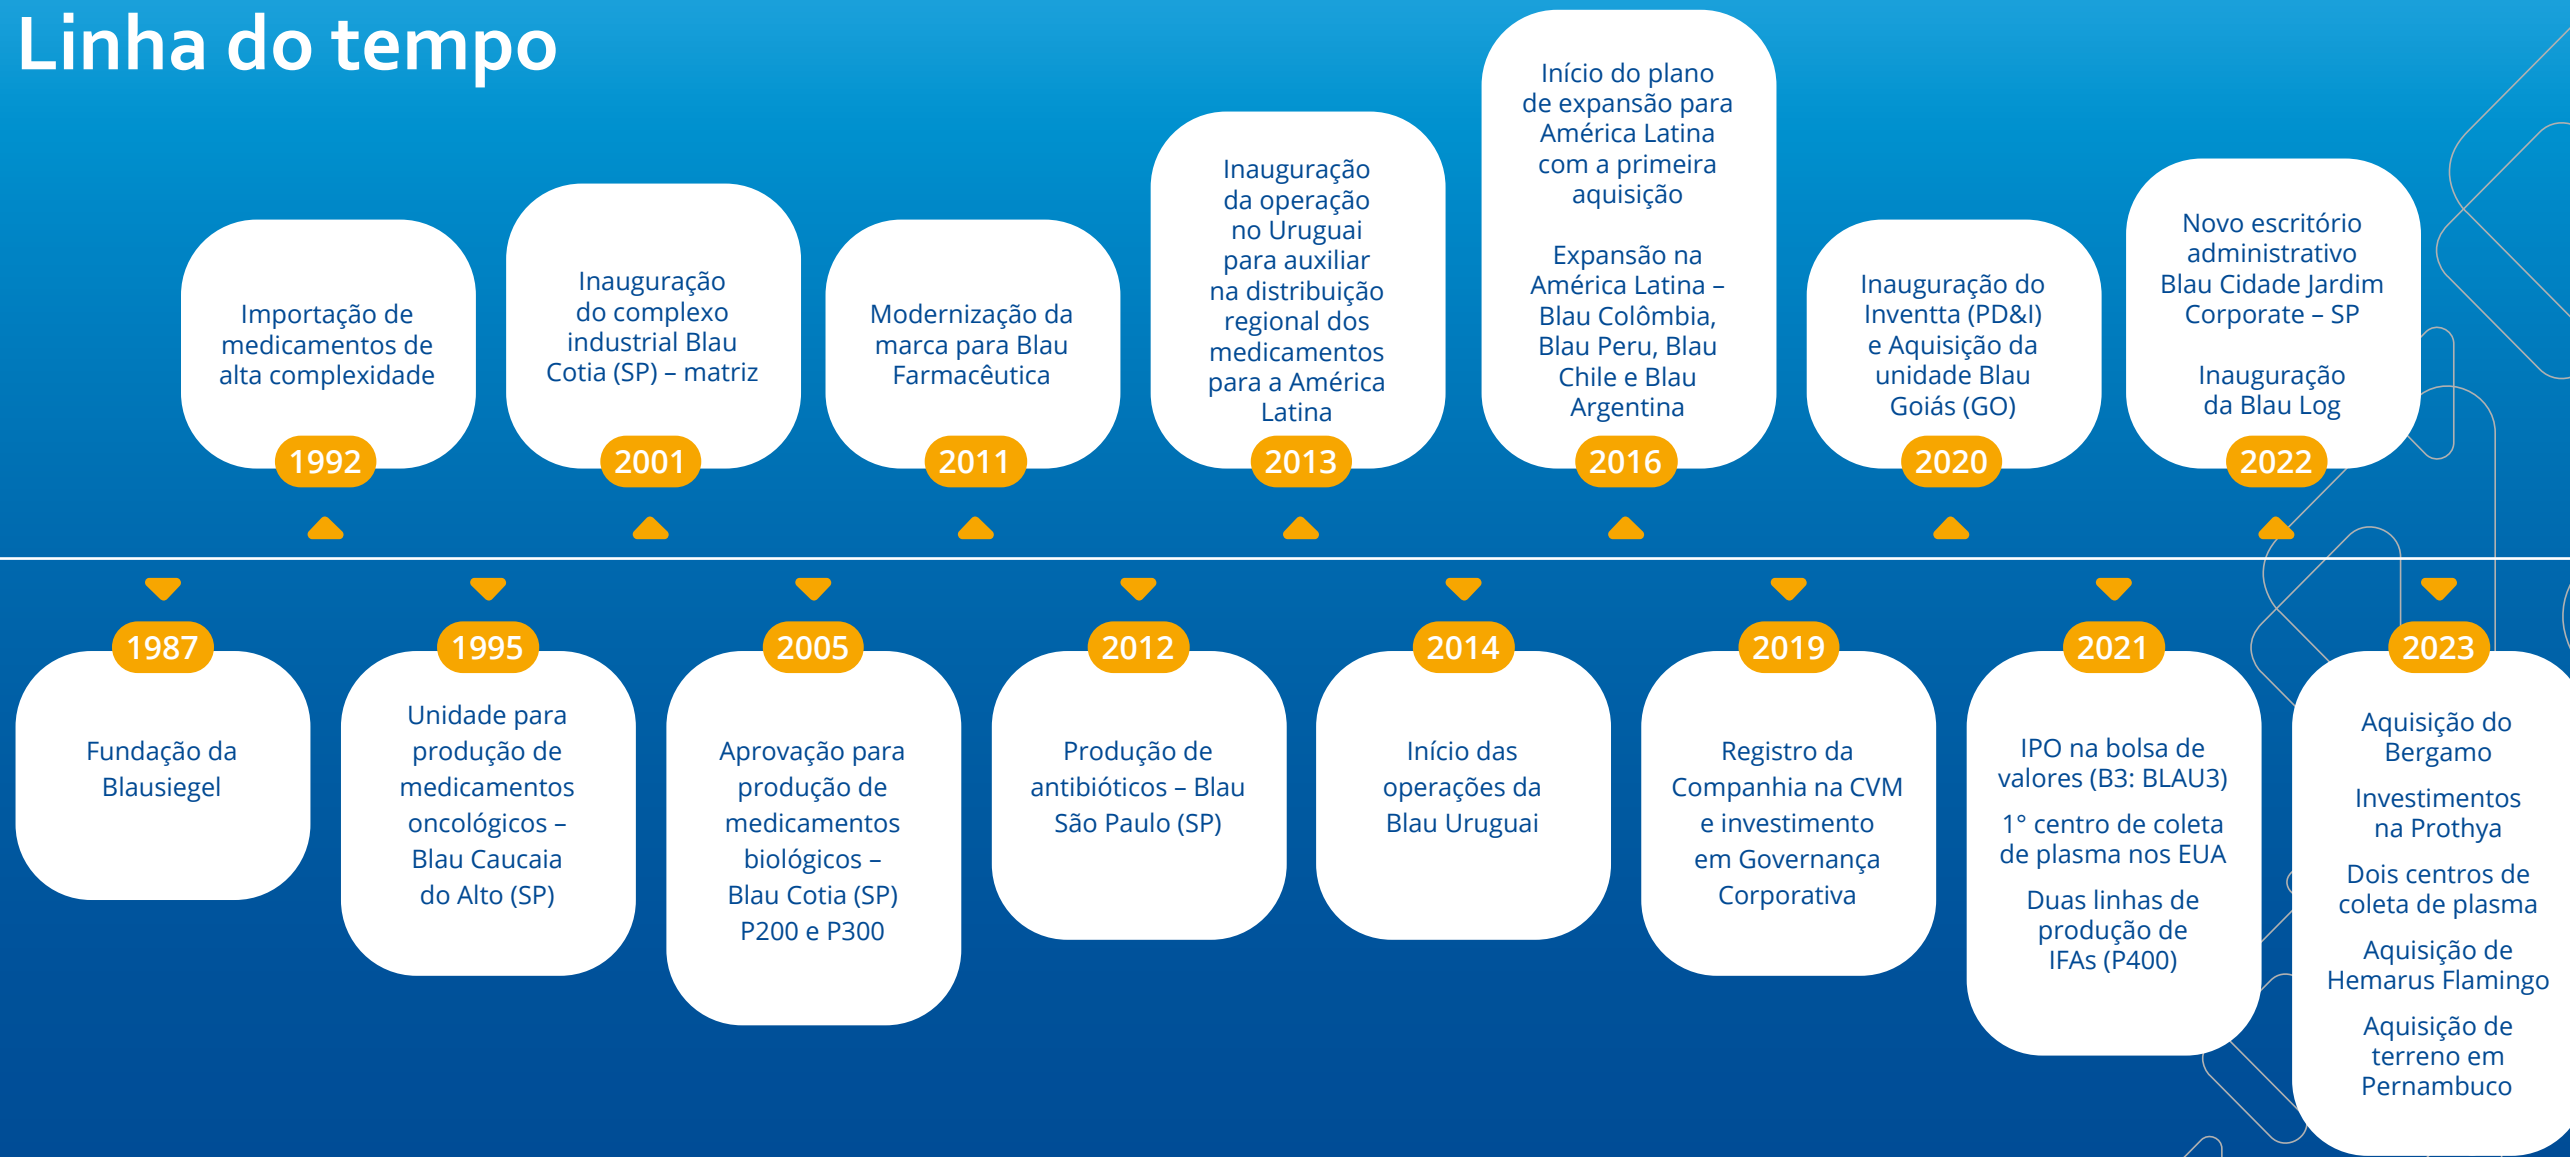 Linha do tempo
Importação de
medicamentos de
alta complexidade
1992
Inauguração
do complexo
industrial Blau
Cotia (SP) – matriz
2001
Modernização da
marca para Blau
Farmacêutica
2011
Inauguração
da operação
no Uruguai
para auxiliar
na distribuição
regional dos
medicamentos
para a América
Latina
2013
Início do plano
de expansão para
América Latina
com a primeira
aquisição
Expansão na
América Latina –
Blau Colômbia,
Blau Peru, Blau
Chile e Blau
Argentina
2016
Inauguração do
Inventta (PD&I)
e Aquisição da
unidade Blau
Goiás (GO)
2020
Novo escritório
administrativo
Blau Cidade Jardim
Corporate – SP
Inauguração
da Blau Log
2022
1987
Fundação da
Blausiegel
1995
Unidade para
produção de
medicamentos
oncológicos –
Blau Caucaia
do Alto (SP)
2005
Aprovação para
produção de
medicamentos
biológicos –
Blau Cotia (SP)
P200 e P300
2012
Produção de
antibióticos – Blau
São Paulo (SP)
2014
Início das
operações da
Blau Uruguai
2019
Registro da
Companhia na CVM
e investimento
em Governança
Corporativa
2021
IPO na bolsa de
valores (B3: BLAU3)
1° centro de coleta
de plasma nos EUA
Duas linhas de
produção de
IFAs (P400)
2023
Aquisição do
Bergamo
Investimentos
na Prothya
Dois centros de
coleta de plasma
Aquisição de
Hemarus Flamingo
Aquisição de
terreno em
Pernambuco